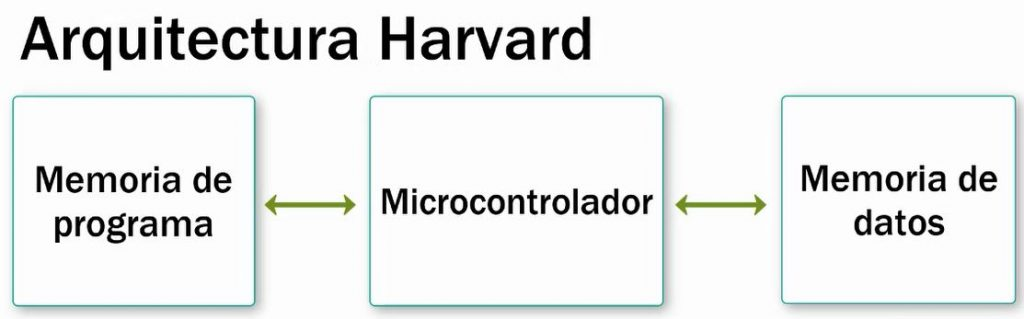 Arquitectura Harvard
Memoria de
programa
Microcontrolador
Memoria de
datos